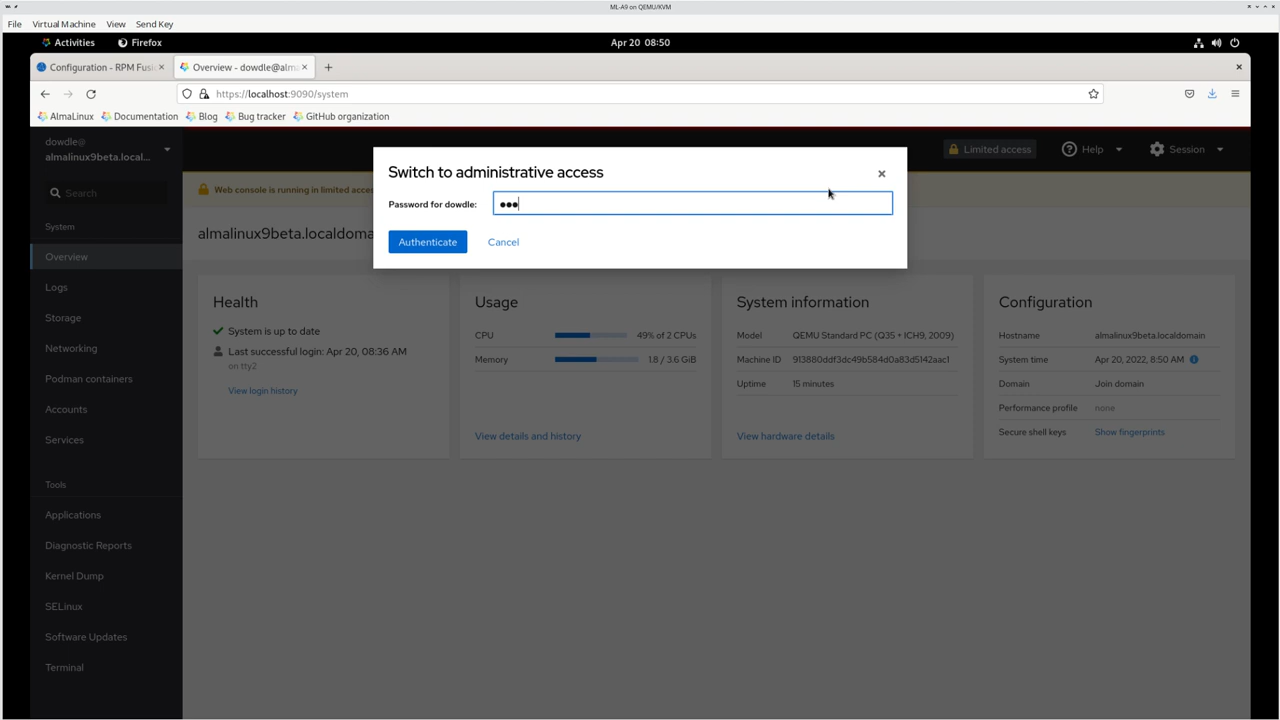 ML-A9 on QEMU/KVM
File Virtual Machine View Send Key
Activities Firefox Apr 20 08:50
Configuration - RPM Fusi Overview - dowdle@alma
https://localhost:9090/system
AlmaLinux Documentation Blog Bug tracker GitHub organization
dowdle@
almalinux9beta.local...
Limited access Help Session
Search
Web console is running in limited acces
System
almalinux9beta.localdoma
Overview
Logs
Storage
Networking
Podman containers
Accounts
Services
Tools
Applications
Diagnostic Reports
Kernel Dump
SELinux
Software Updates
Terminal
Switch to administrative access
Password for dowdle: ●●●
Authenticate Cancel
Health
System is up to date
Last successful login: Apr 20, 08:36 AM
on tty2
View login history
Usage
CPU 49% of 2 CPUs
Memory 1.8 / 3.6 GiB
View details and history
System information
Model QEMU Standard PC (Q35 + ICH9, 2009)
Machine ID 913880ddf3dc49b584d0a83d5142aac1
Uptime 15 minutes
View hardware details
Configuration
Hostname almalinux9beta.localdomain
System time Apr 20, 2022, 8:50 AM
Domain Join domain
Performance profile none
Secure shell keys Show fingerprints